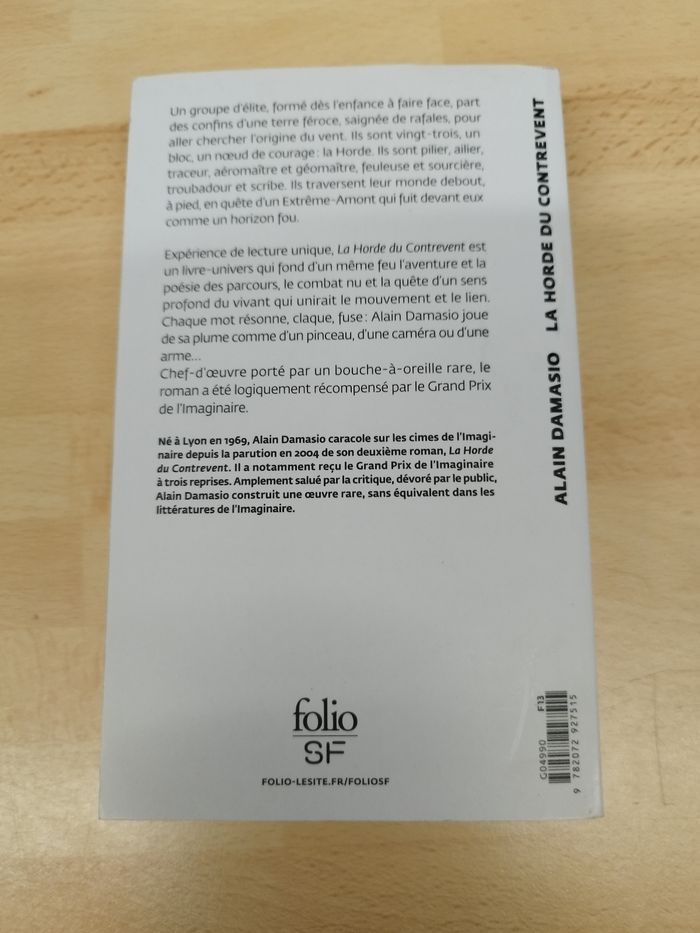 Un groupe d'élite, formé dès l'enfance à faire face, part
des confins d'une terre féroce, saignée de rafales, pour
aller chercher l'origine du vent. Ils sont vingt-trois, un
bloc, un nœud de courage : la Horde. Ils sont pilier, ailier,
traceur, aéromaître et géomaître, feuleuse et sourcière,
troubadour et scribe. Ils traversent leur monde debout,
à pied, en quête d'un Extrême-Amont qui fuit devant eux
comme un horizon fou.
Expérience de lecture unique, La Horde du Contrevent est
un livre-univers qui fond d'un même feu l'aventure et la
poésie des parcours, le combat nu et la quête d'un sens
profond du vivant qui unirait le mouvement et le lien.
Chaque mot résonne, claque, fuse : Alain Damasio joue
de sa plume comme d'un pinceau, d'une caméra ou d'une
arme...
Chef-d'œuvre porté par un bouche-à-oreille rare, le
roman a été logiquement récompensé par le Grand Prix
de l'Imaginaire.
Né à Lyon en 1969, Alain Damasio caracole sur les cimes de l'Imagi-
naire depuis la parution en 2004 de son deuxième roman, La Horde
du Contrevent. Il a notamment reçu le Grand Prix de l'Imaginaire
à trois reprises. Amplement salué par la critique, dévoré par le public,
Alain Damasio construit une œuvre rare, sans équivalent dans les
littératures de l'Imaginaire.
folio
SF
FOLIO-LESITE.FR/FOLIOSF
ALAIN DAMASIO LA HORDE DU CONTREVENT
G04990 F13
9 782072 927515